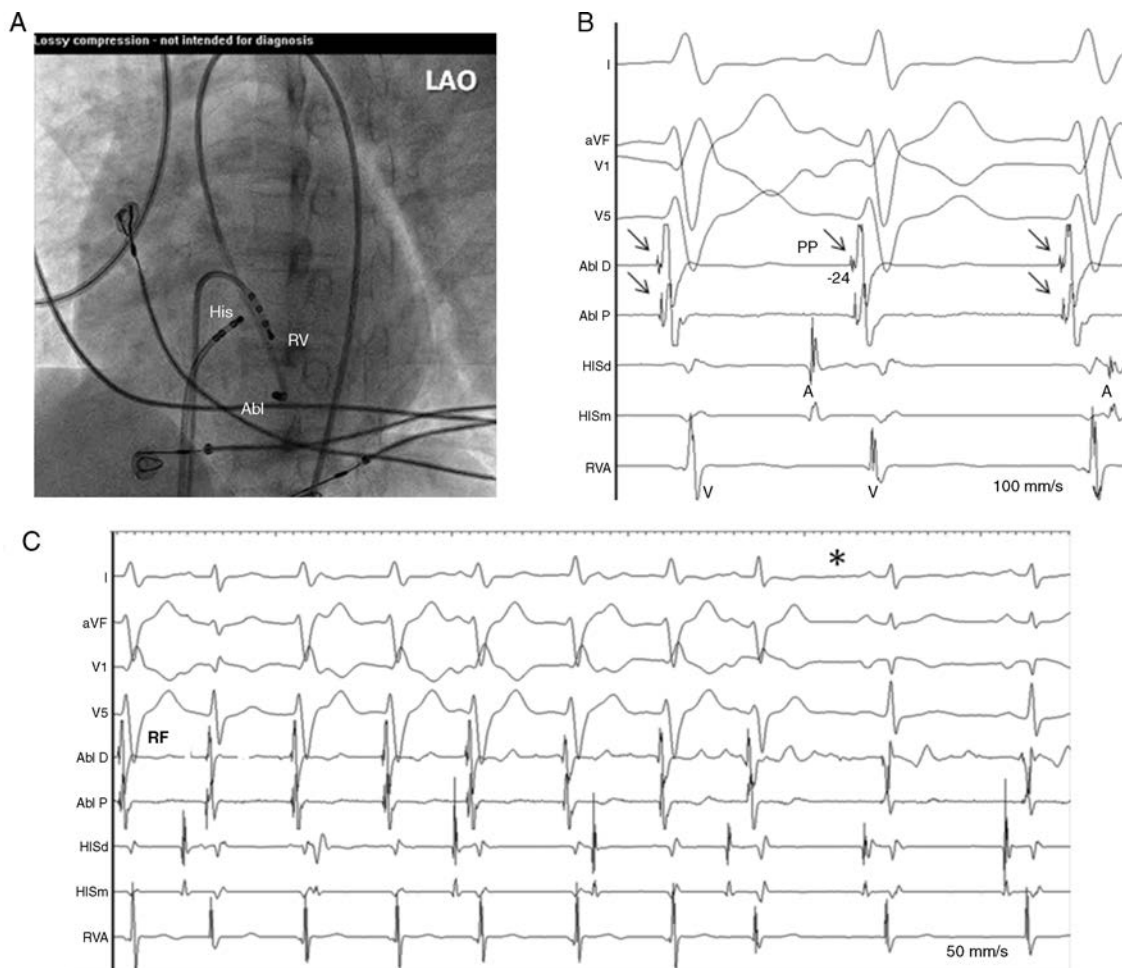 A
Lossy compression - not intended for diagnosis
LAO
His
RV
Abl
B
I
aVF
V1
V5
Abl D
PP
-24
Abl P
HISd
A
A
HISm
RVA
V
V
V
100 mm/s
C
I
*
aVF
V1
V5
RF
Abl D
Abl P
HISd
HISm
RVA
50 mm/s